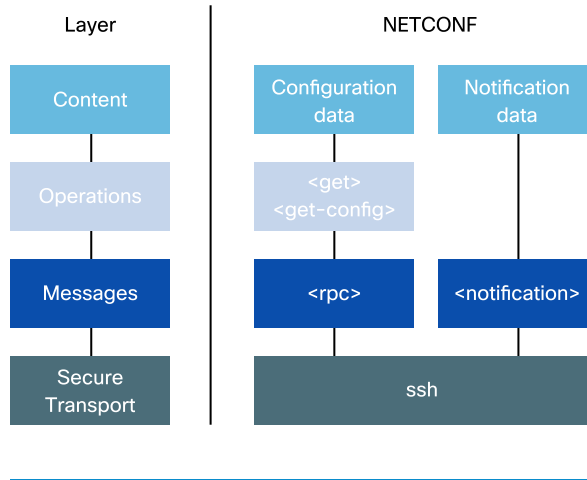 Layer
NETCONF
Content
Configuration
data
Notification
data
Operations
<get>
<get-config>
Messages
<rpc>
<notification>
Secure
Transport
ssh